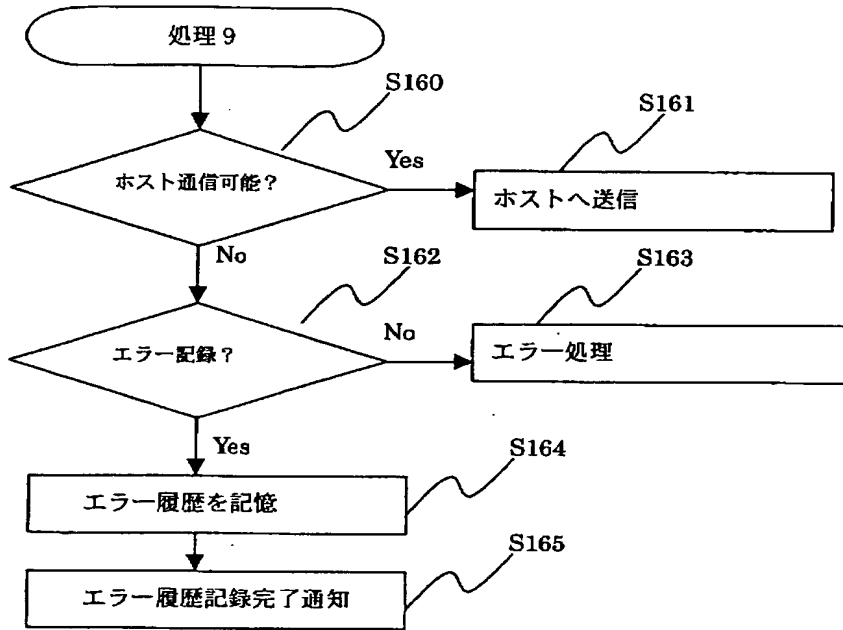 処理9
S160
ホスト通信可能?
Yes
S161
ホストへ送信
No
S162
エラー記録?
No
S163
エラー処理
Yes
S164
エラー履歴を記憶
S165
エラー履歴記録完了通知